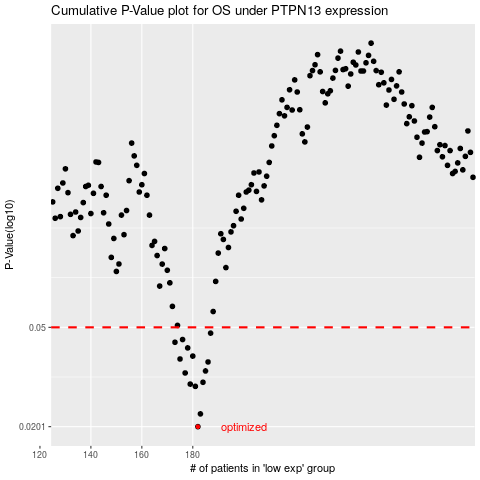 Cumulative P-Value plot for OS under PTPN13 expression
P-Value(log10)
0.05
0.0201
optimized
120 140 160 180
# of patients in 'low exp' group